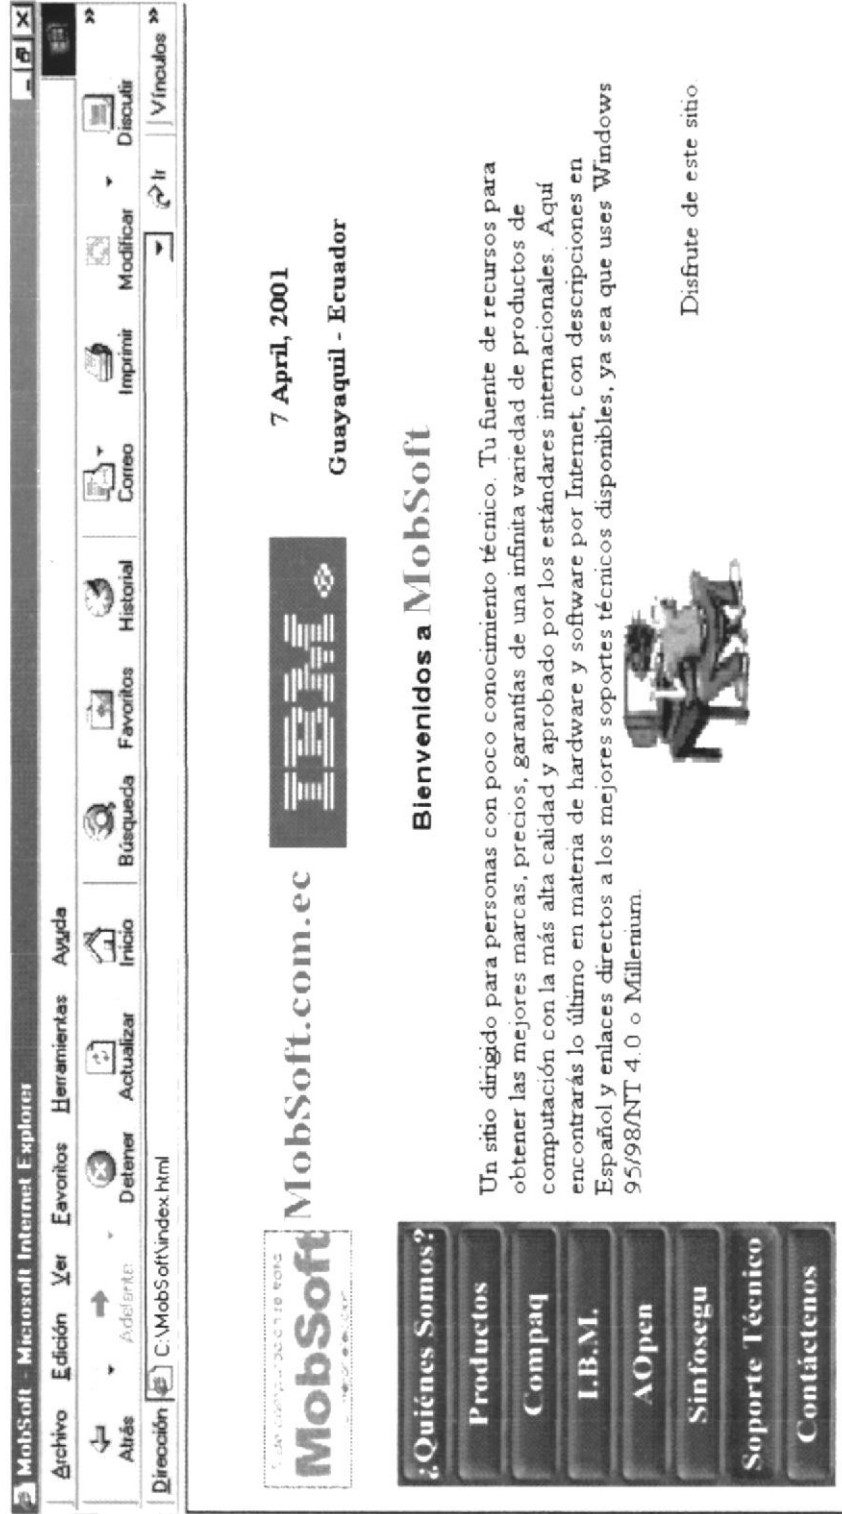 MobSoft - Microsoft Internet Explorer
Archivo Edición Ver Favoritos Herramientas Ayuda
Atrás Adelante Detener Actualizar Inicio Búsqueda Favoritos Historial Correo Imprimir Modificar Discutir »
Dirección C:\MobSoft\index.html Ir Vínculos »
MobSoft
MobSoft.com.ec
IBM
7 April, 2001
Guayaquil - Ecuador
Bienvenidos a MobSoft
¿Quiénes Somos?
Productos
Compaq
I.B.M.
AOpen
Sinfosegu
Soporte Técnico
Contáctenos
Un sitio dirigido para personas con poco conocimiento técnico. Tu fuente de recursos para
obtener las mejores marcas, precios, garantías de una infinita variedad de productos de
computación con la más alta calidad y aprobado por los estándares internacionales. Aquí
encontrarás lo último en materia de hardware y software por Internet, con descripciones en
Español y enlaces directos a los mejores soportes técnicos disponibles, ya sea que uses Windows
95/98/NT 4.0 o Millenium.
Disfrute de este sitio.